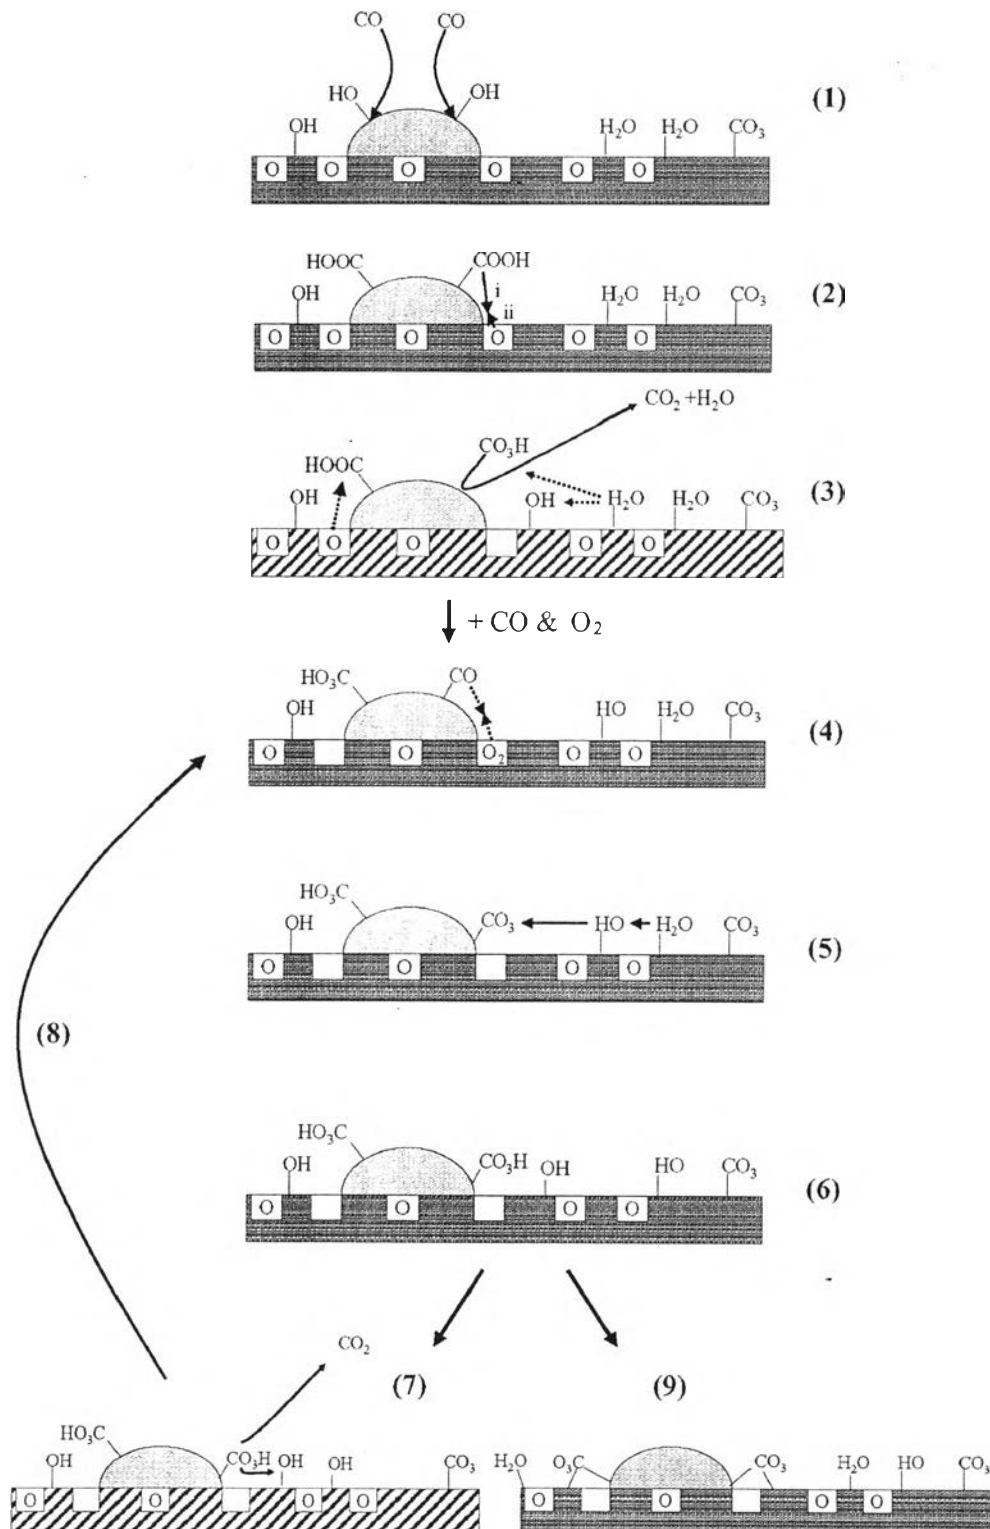 CO CO
HO OH
OH H₂O H₂O CO₃ (1)
O O O O O O
HOOC COOH
i
OH ii H₂O H₂O CO₃ (2)
O O O O O O
CO₂ +H₂O
HOOC CO₃H
OH OH H₂O H₂O CO₃ (3)
O O O O O
+ CO & O₂
HO₃C CO
OH HO H₂O CO₃ (4)
O O O₂ O O
HO₃C CO₃
OH HO H₂O CO₃ (5)
O O O O
(8)
HO₃C CO₃H
OH OH HO CO₃ (6)
O O O O
CO₂
(7) (9)
HO₃C CO₃H
OH OH OH CO₃
O O O O
H₂O O₃C CO₃ H₂O HO CO₃
O O O O